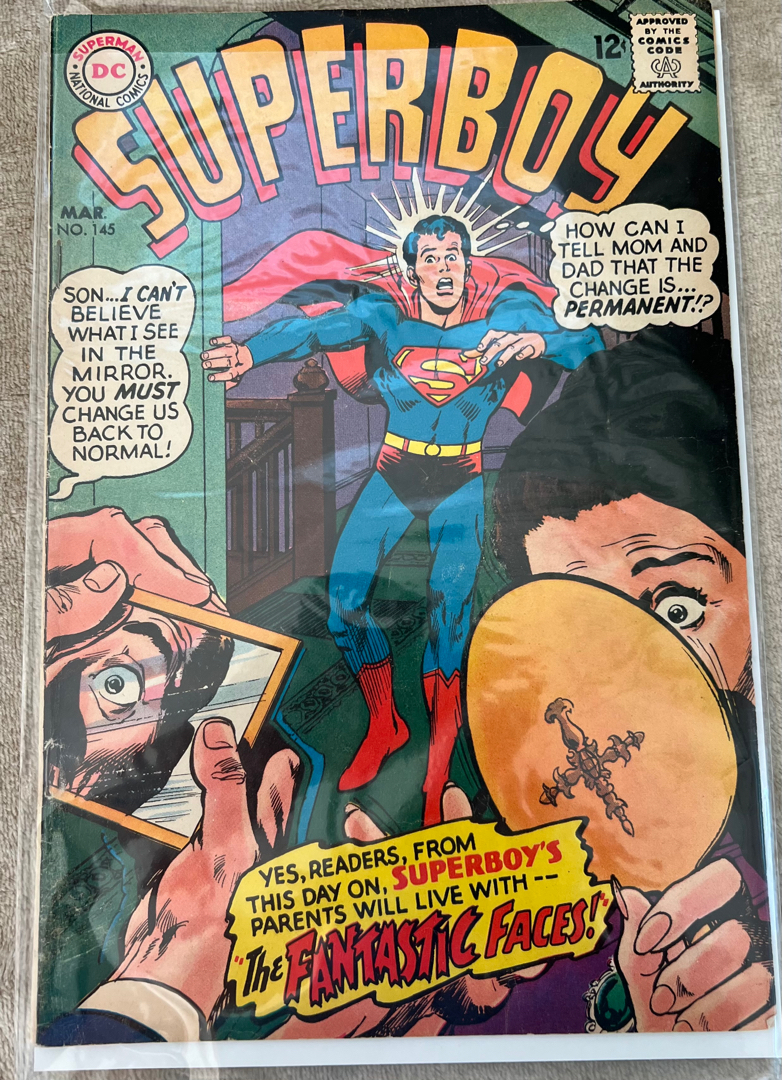 SUPERMAN
DC
NATIONAL COMICS
SUPERBOY
12¢
APPROVED
BY THE
COMICS
CODE
CA
AUTHORITY
MAR.
NO. 145
HOW CAN I
TELL MOM AND
DAD THAT THE
CHANGE IS...
PERMANENT!?
SON...I CAN'T
BELIEVE
WHAT I SEE
IN THE
MIRROR.
YOU MUST
CHANGE US
BACK TO
NORMAL!
S
YES, READERS, FROM
THIS DAY ON, SUPERBOY'S
PARENTS WILL LIVE WITH --
"The FANTASTIC FACES!"